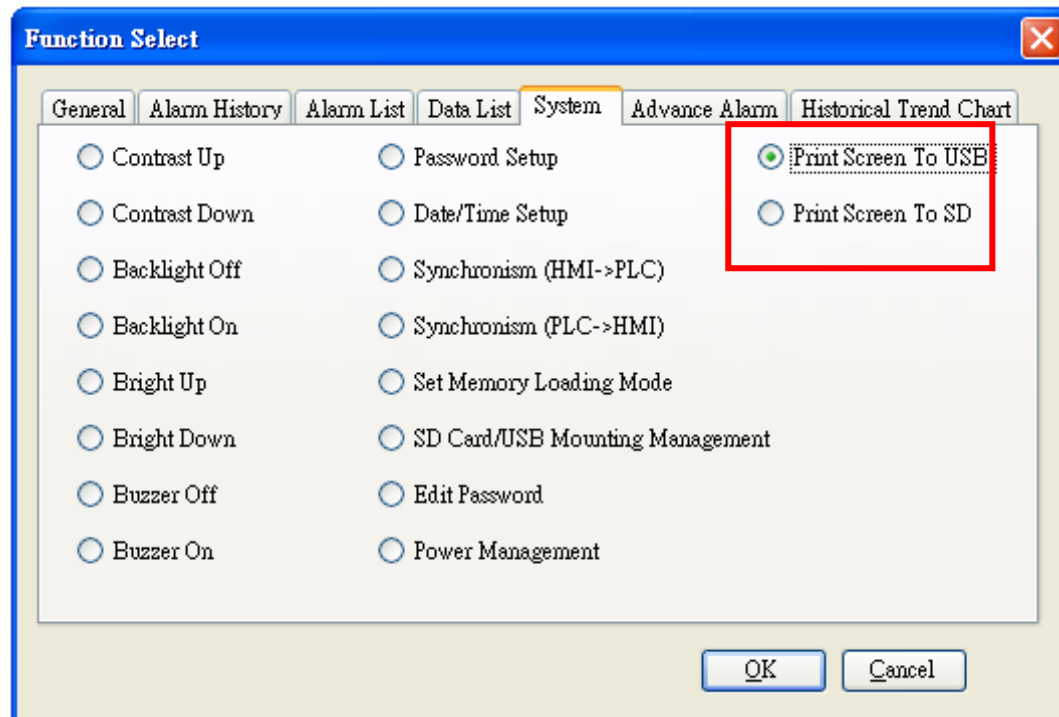 Function Select
General Alarm History Alarm List Data List System Advance Alarm Historical Trend Chart
Contrast Up Password Setup Print Screen To USB
Contrast Down Date/Time Setup Print Screen To SD
Backlight Off Synchronism (HMI->PLC)
Backlight On Synchronism (PLC->HMI)
Bright Up Set Memory Loading Mode
Bright Down SD Card/USB Mounting Management
Buzzer Off Edit Password
Buzzer On Power Management
OK Cancel